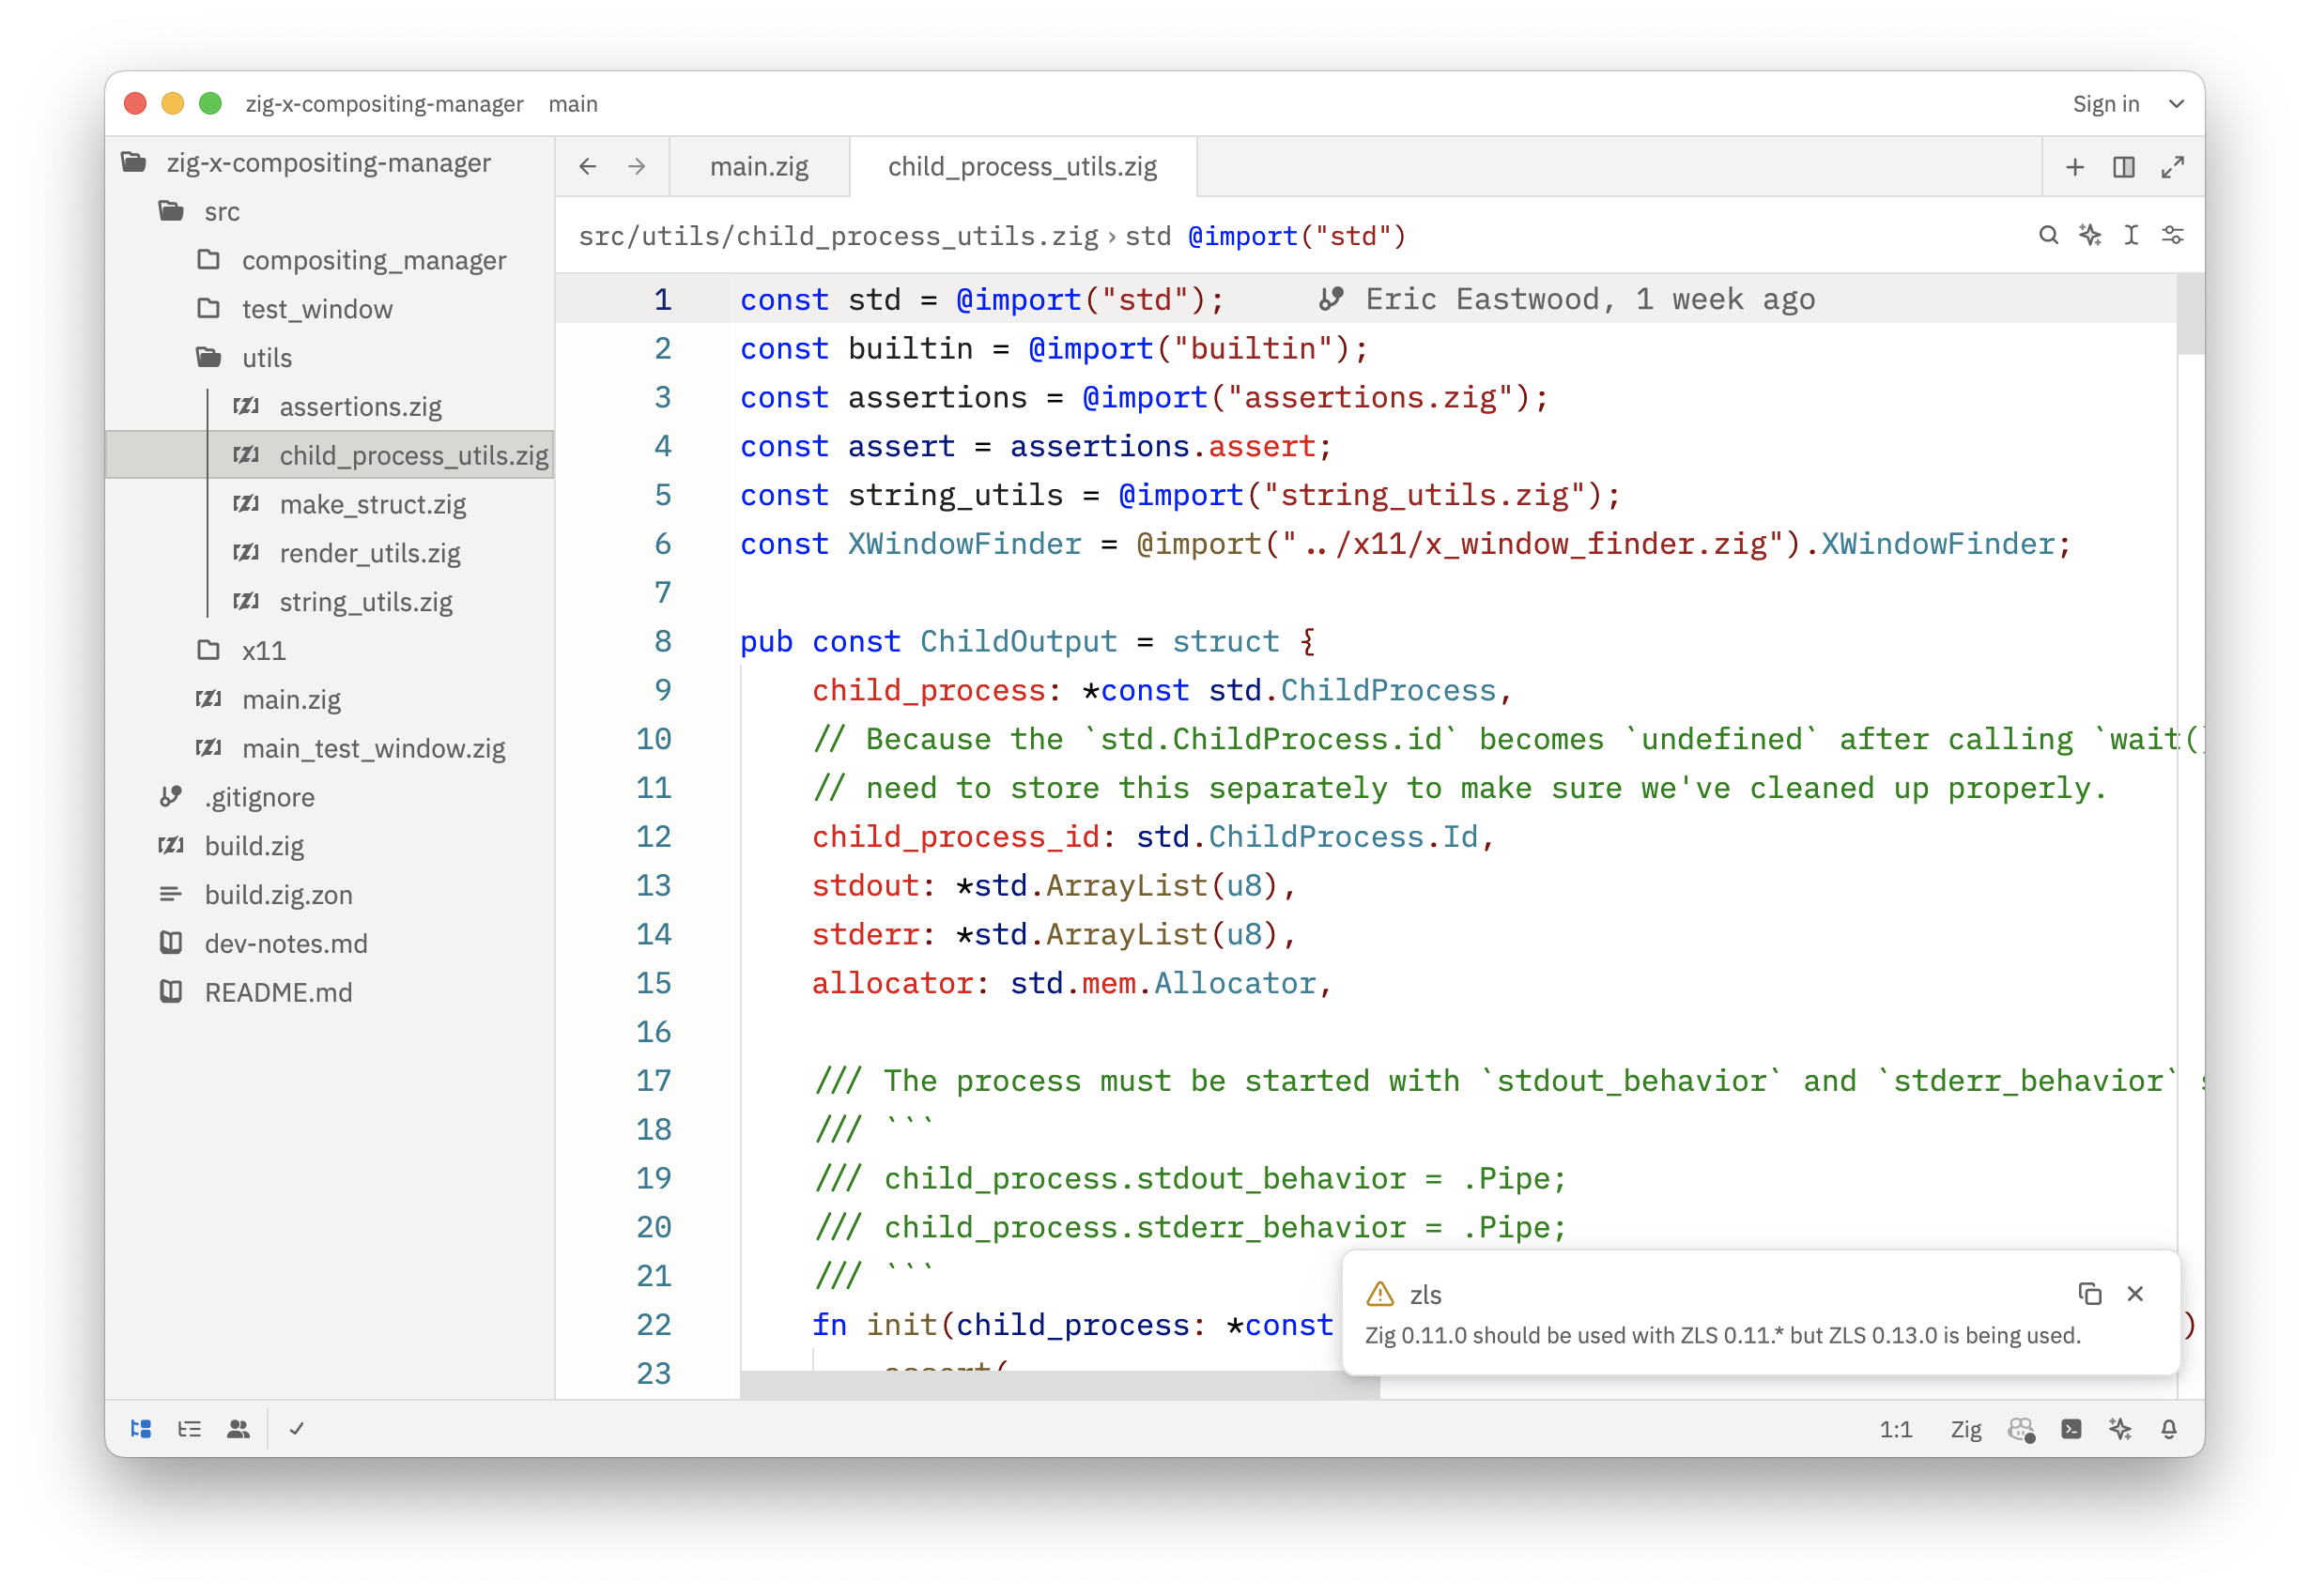 zig-x-compositing-manager main Sign in
zig-x-compositing-manager
src
compositing_manager
test_window
utils
assertions.zig
child_process_utils.zig
make_struct.zig
render_utils.zig
string_utils.zig
x11
main.zig
main_test_window.zig
.gitignore
build.zig
build.zig.zon
dev-notes.md
README.md
main.zig child_process_utils.zig
src/utils/child_process_utils.zig › std @import("std")
1 const std = @import("std"); Eric Eastwood, 1 week ago
2 const builtin = @import("builtin");
3 const assertions = @import("assertions.zig");
4 const assert = assertions.assert;
5 const string_utils = @import("string_utils.zig");
6 const XWindowFinder = @import("../x11/x_window_finder.zig").XWindowFinder;
7
8 pub const ChildOutput = struct {
9 child_process: *const std.ChildProcess,
10 // Because the `std.ChildProcess.id` becomes `undefined` after calling `wait()
11 // need to store this separately to make sure we've cleaned up properly.
12 child_process_id: std.ChildProcess.Id,
13 stdout: *std.ArrayList(u8),
14 stderr: *std.ArrayList(u8),
15 allocator: std.mem.Allocator,
16
17 /// The process must be started with `stdout_behavior` and `stderr_behavior`
18 /// ```
19 /// child_process.stdout_behavior = .Pipe;
20 /// child_process.stderr_behavior = .Pipe;
21 /// ```
22 fn init(child_process: *const )
23 assert(
zls
Zig 0.11.0 should be used with ZLS 0.11.* but ZLS 0.13.0 is being used.
1:1 Zig